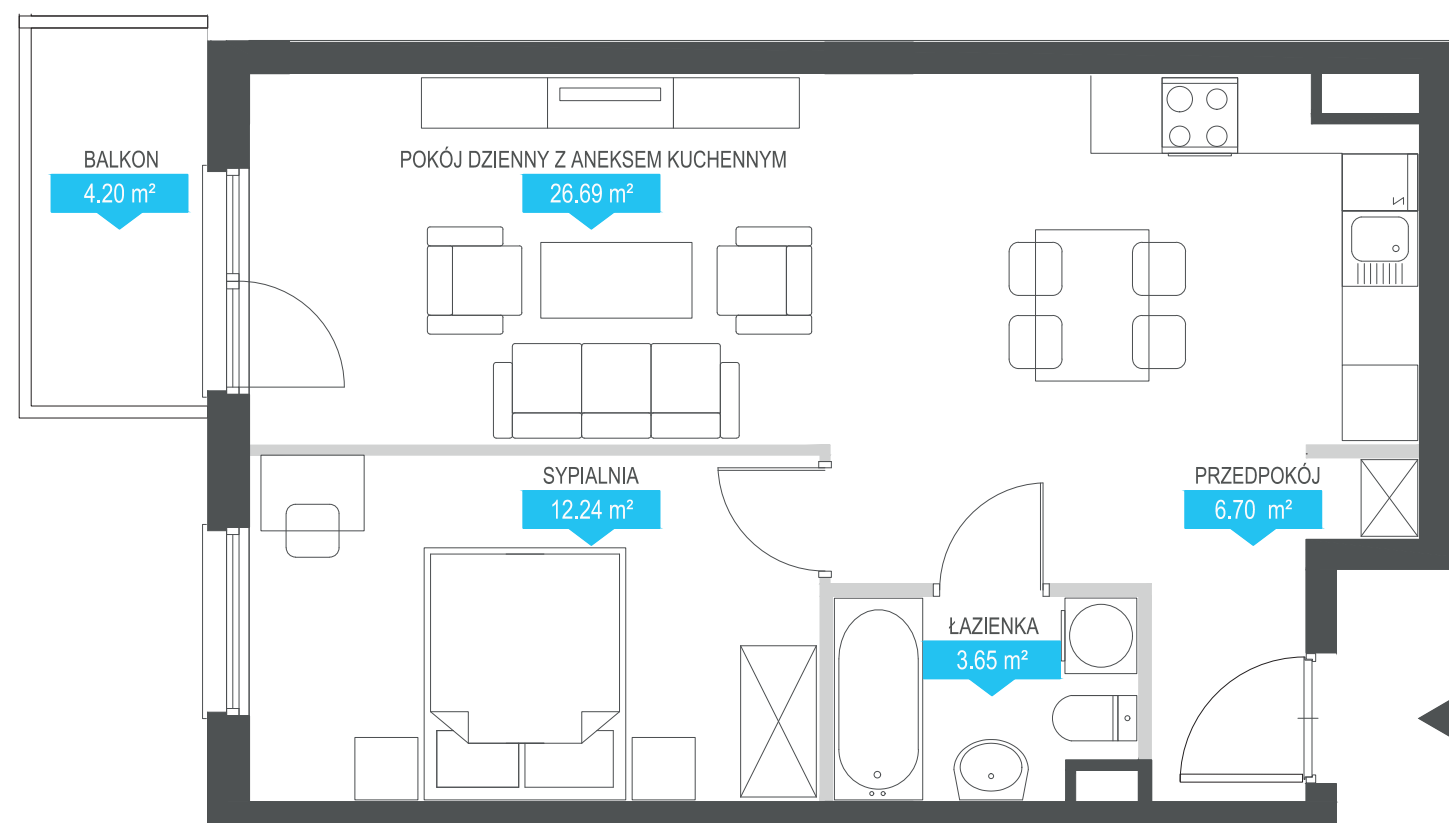 BALKON
4.20 m²
POKÓJ DZIENNY Z ANEKSEM KUCHENNYM
26.69 m²
SYPIALNIA
12.24 m²
PRZEDPOKÓJ
6.70 m²
ŁAZIENKA
3.65 m²